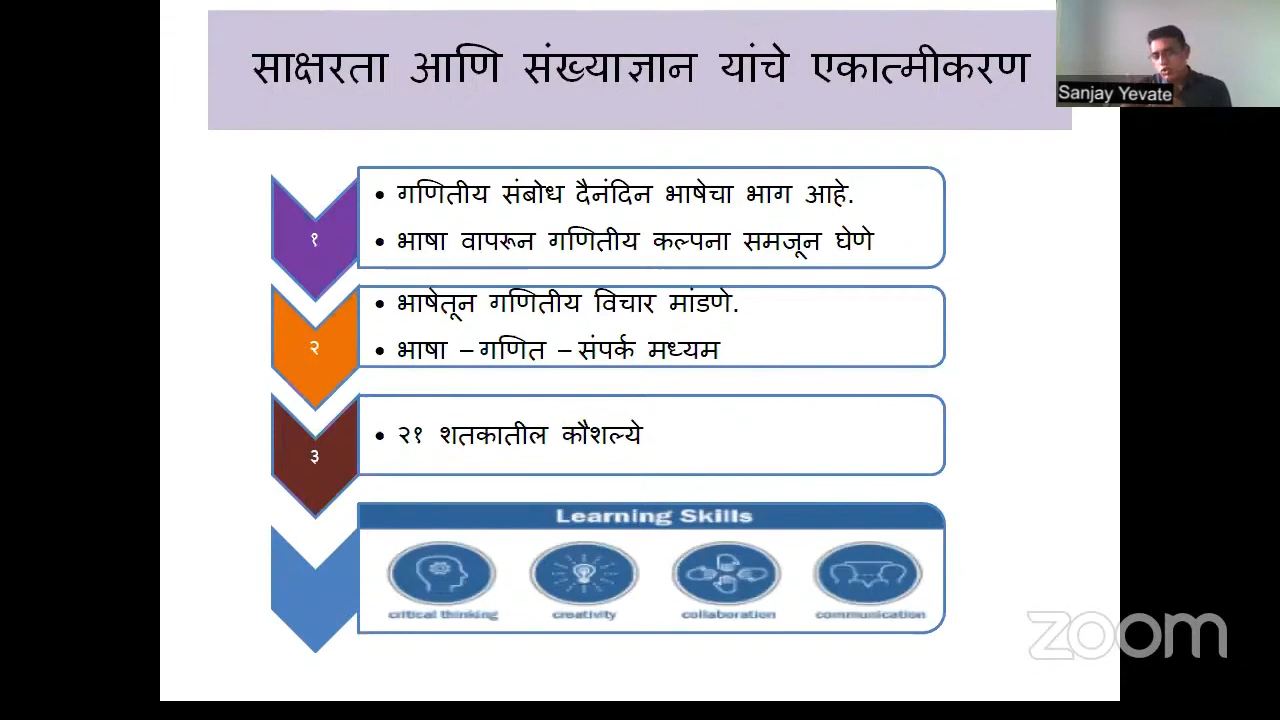 साक्षरता आणि संख्याज्ञान यांचे एकात्मीकरण
Sanjay Yevate
१
• गणितीय संबोध दैनंदिन भाषेचा भाग आहे.
• भाषा वापरून गणितीय कल्पना समजून घेणे
२
• भाषेतून गणितीय विचार मांडणे.
• भाषा – गणित – संपर्क मध्यम
३
• २१ शतकातील कौशल्ये
Learning Skills
critical thinking creativity collaboration communication
zoom